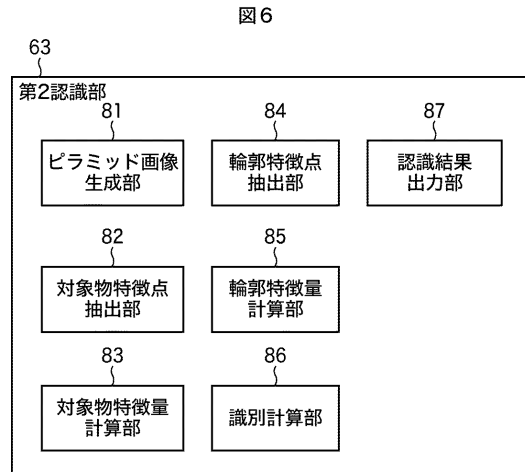 図6
63
第2認識部
81
ピラミッド画像
生成部
84
輪郭特徴点
抽出部
87
認識結果
出力部
82
対象物特徴点
抽出部
85
輪郭特徴量
計算部
83
対象物特徴量
計算部
86
識別計算部